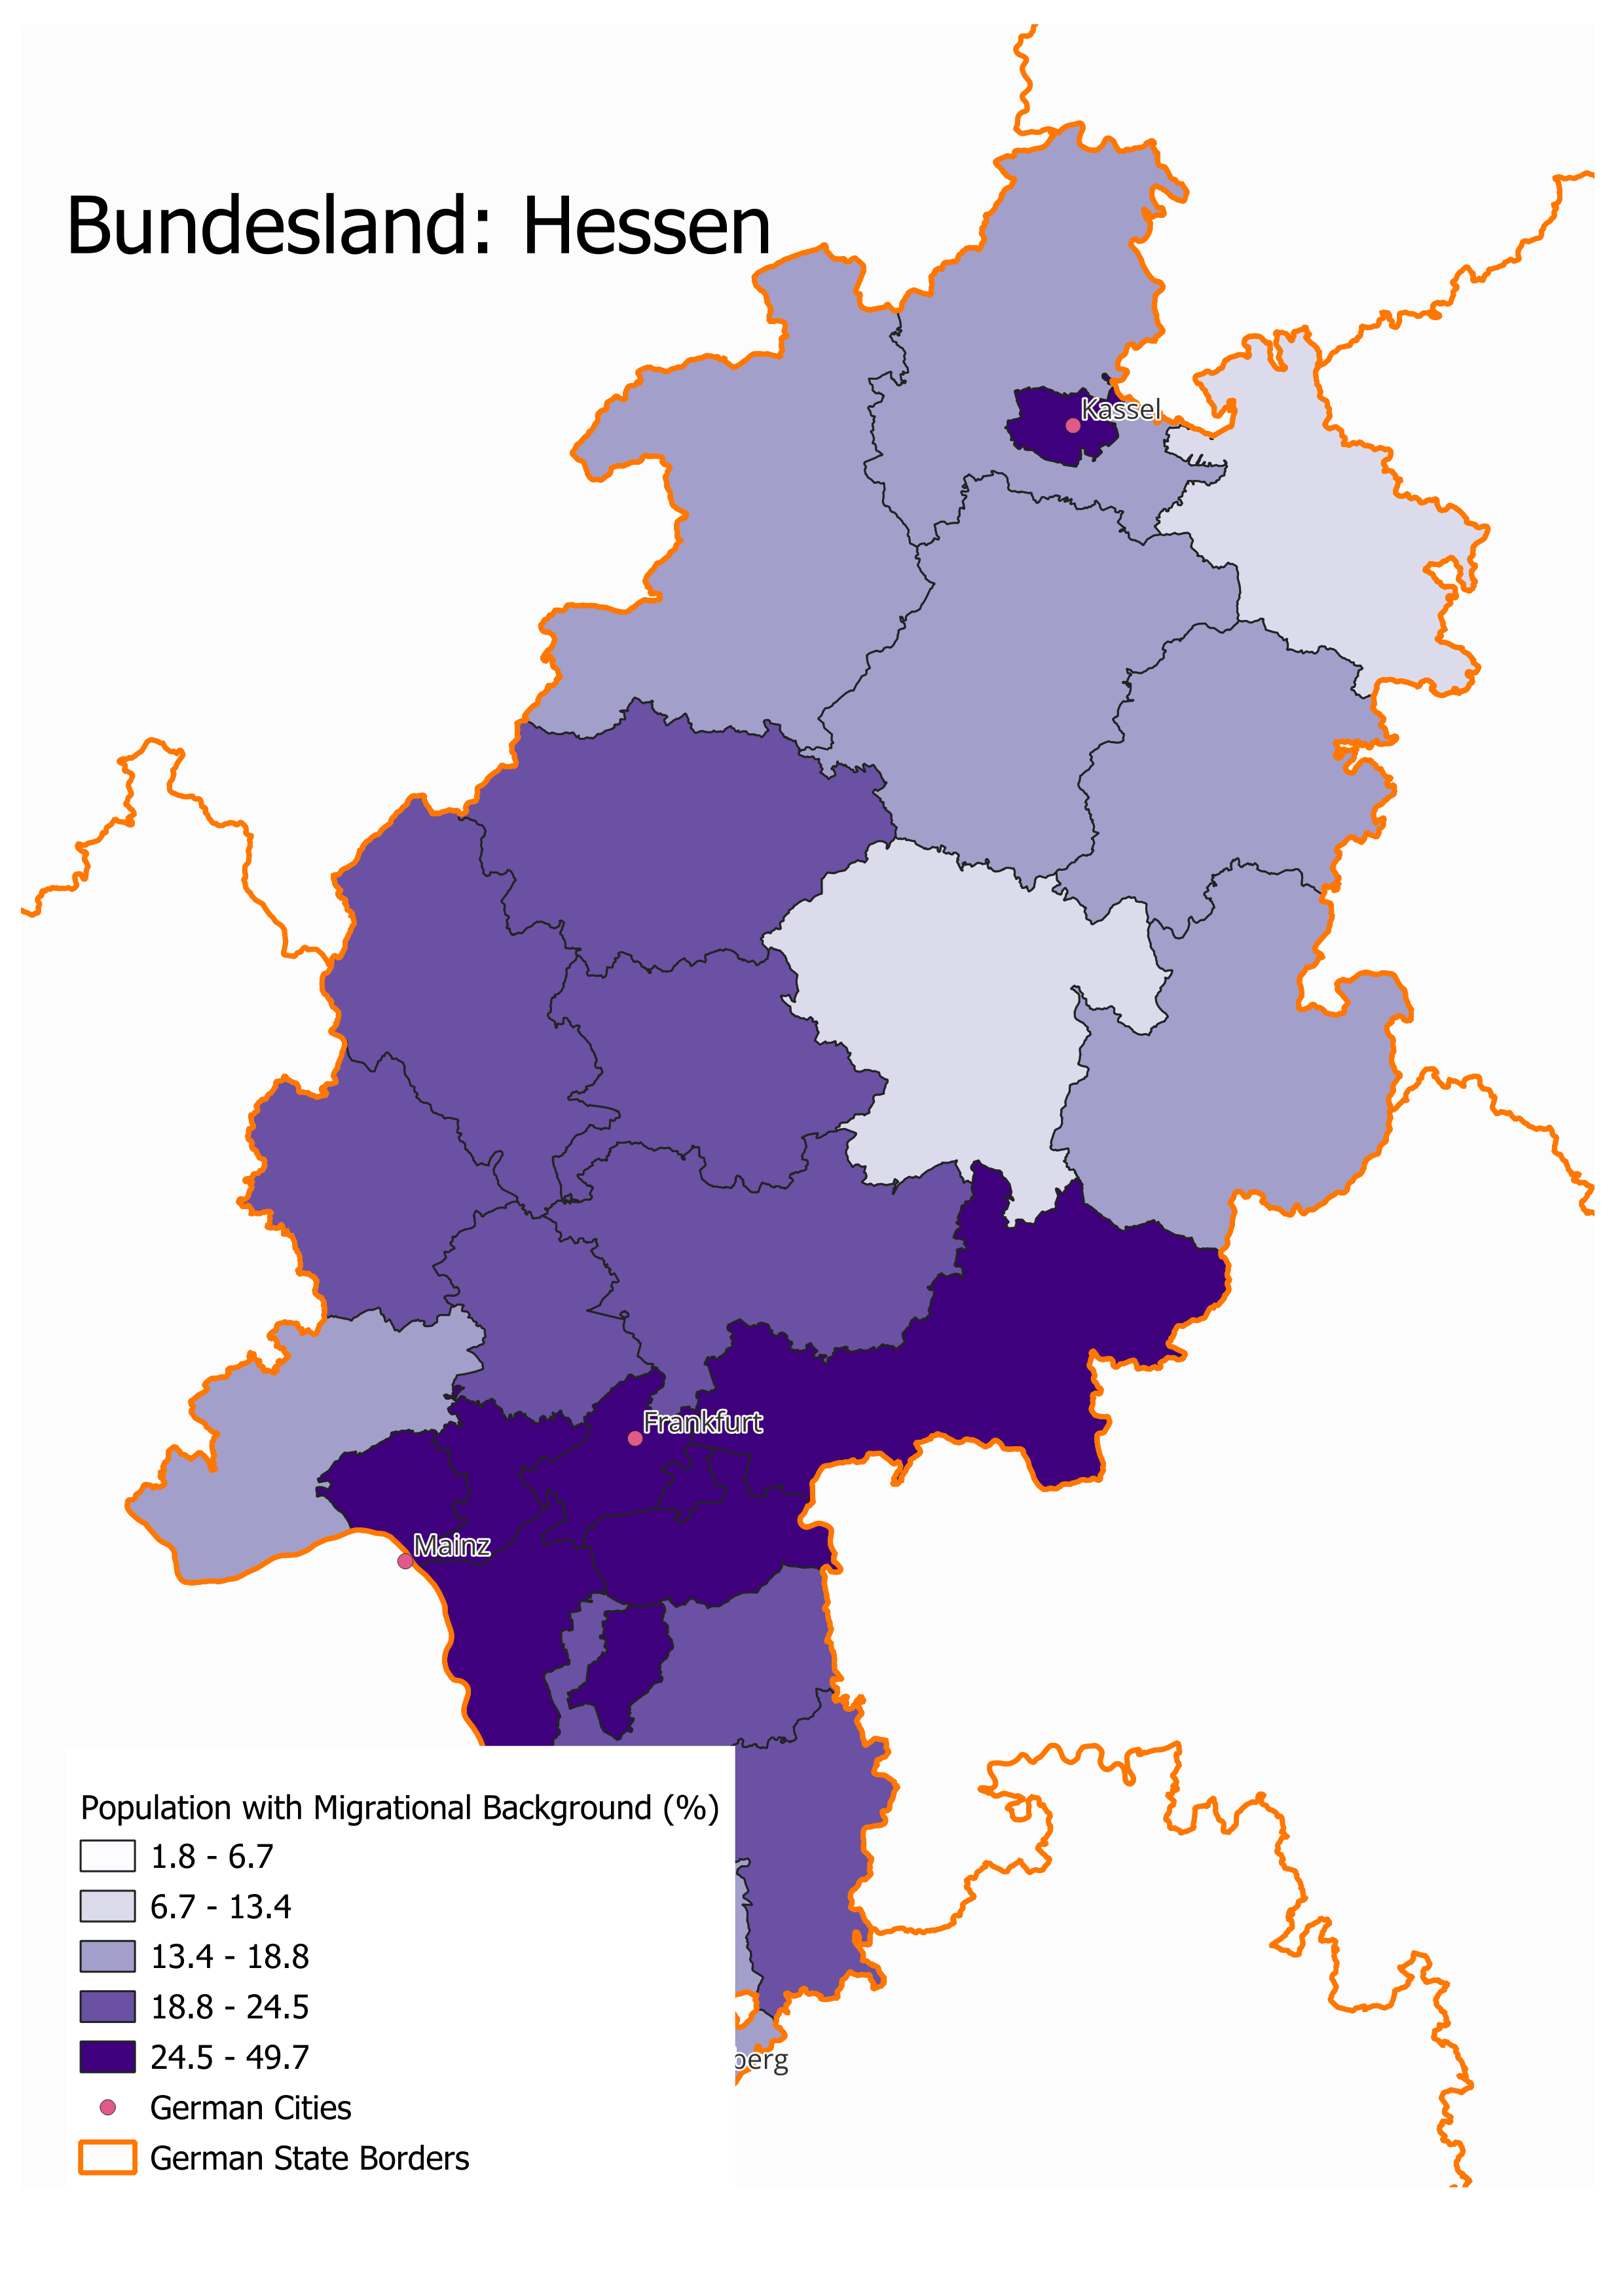 Bundesland: Hessen
Kassel
Frankfurt
Mainz
Population with Migrational Background (%)
1.8 - 6.7
6.7 - 13.4
13.4 - 18.8
18.8 - 24.5
24.5 - 49.7
berg
German Cities
German State Borders